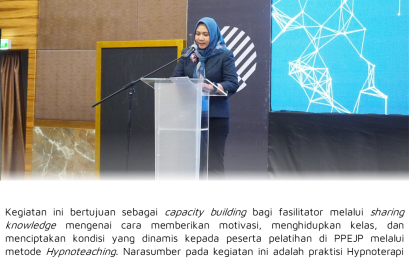 Kegiatan ini bertujuan sebagai capacity building bagi fasilitator melalui sharing
knowledge mengenai cara memberikan motivasi, menghidupkan kelas, dan
menciptakan kondisi yang dinamis kepada peserta pelatihan di PPEJP melalui
metode Hypnoteaching. Narasumber pada kegiatan ini adalah praktisi Hypnoterapi